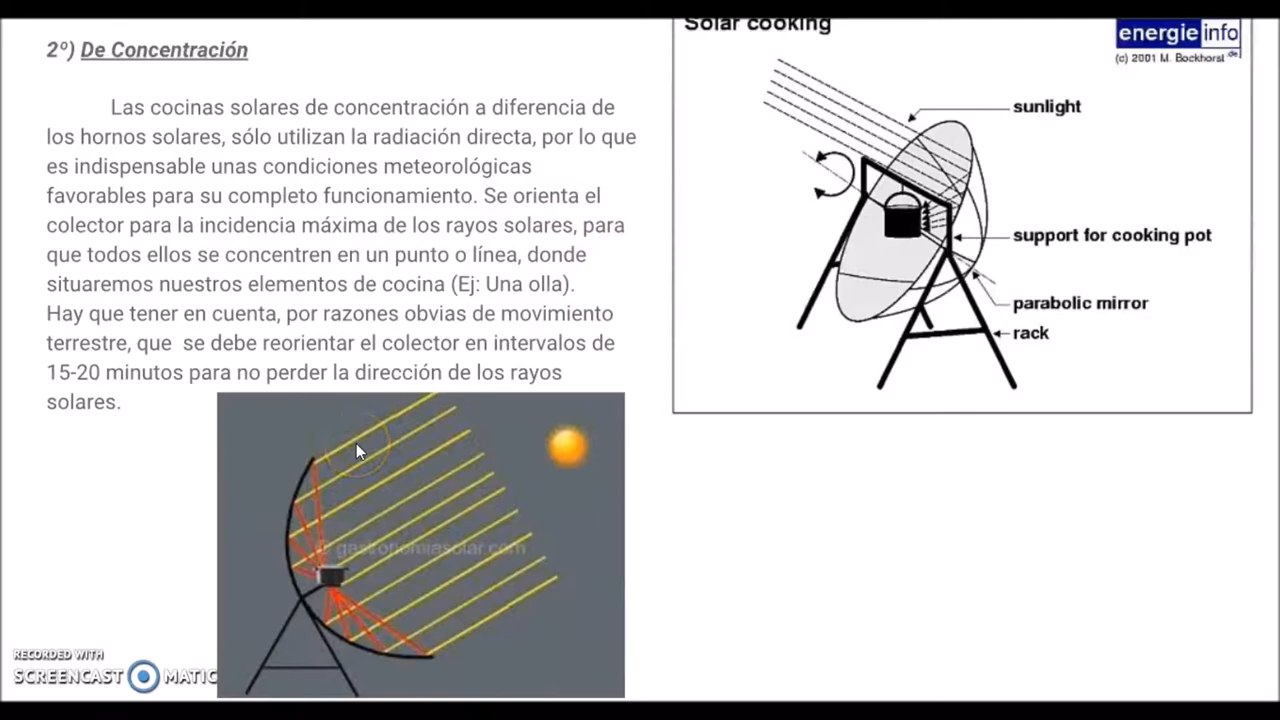 2º) De Concentración
Las cocinas solares de concentración a diferencia de
los hornos solares, sólo utilizan la radiación directa, por lo que
es indispensable unas condiciones meteorológicas
favorables para su completo funcionamiento. Se orienta el
colector para la incidencia máxima de los rayos solares, para
que todos ellos se concentren en un punto o línea, donde
situaremos nuestros elementos de cocina (Ej: Una olla).
Hay que tener en cuenta, por razones obvias de movimiento
terrestre, que se debe reorientar el colector en intervalos de
15-20 minutos para no perder la dirección de los rayos
solares.
Solar cooking
energieinfo
.de
(c) 2001 M. Bockhorst
sunlight
support for cooking pot
parabolic mirror
rack
© gastronomiasolar.com
RECORDED WITH
SCREENCAST MATIC